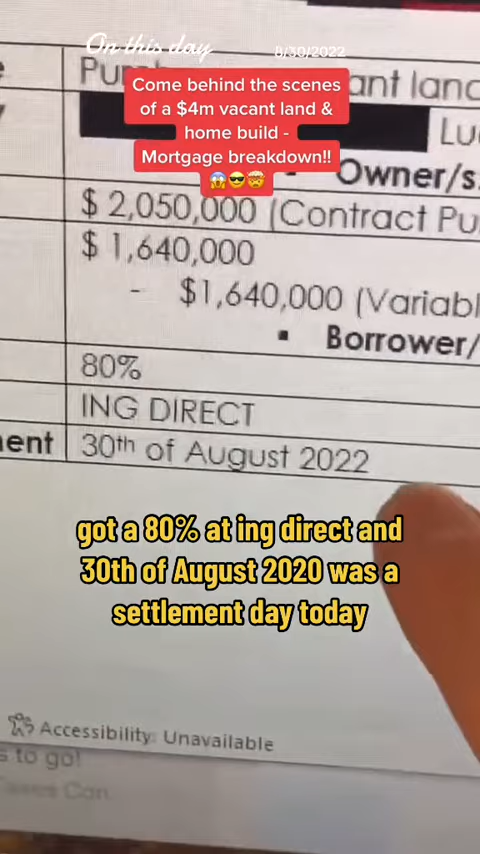 On this day 8/30/2022
Come behind the scenes
of a $4m vacant land &
home build -
Mortgage breakdown!!
😱😎🤯
ant land
Lu
Owner/s
$ 2,050,000 (Contract Pu
$ 1,640,000
- $1,640,000 (Variabl
▪ Borrower/
80%
ING DIRECT
ent 30th of August 2022
got a 80% at ing direct and
30th of August 2020 was a
settlement day today
Accessibility: Unavailable
s to go!